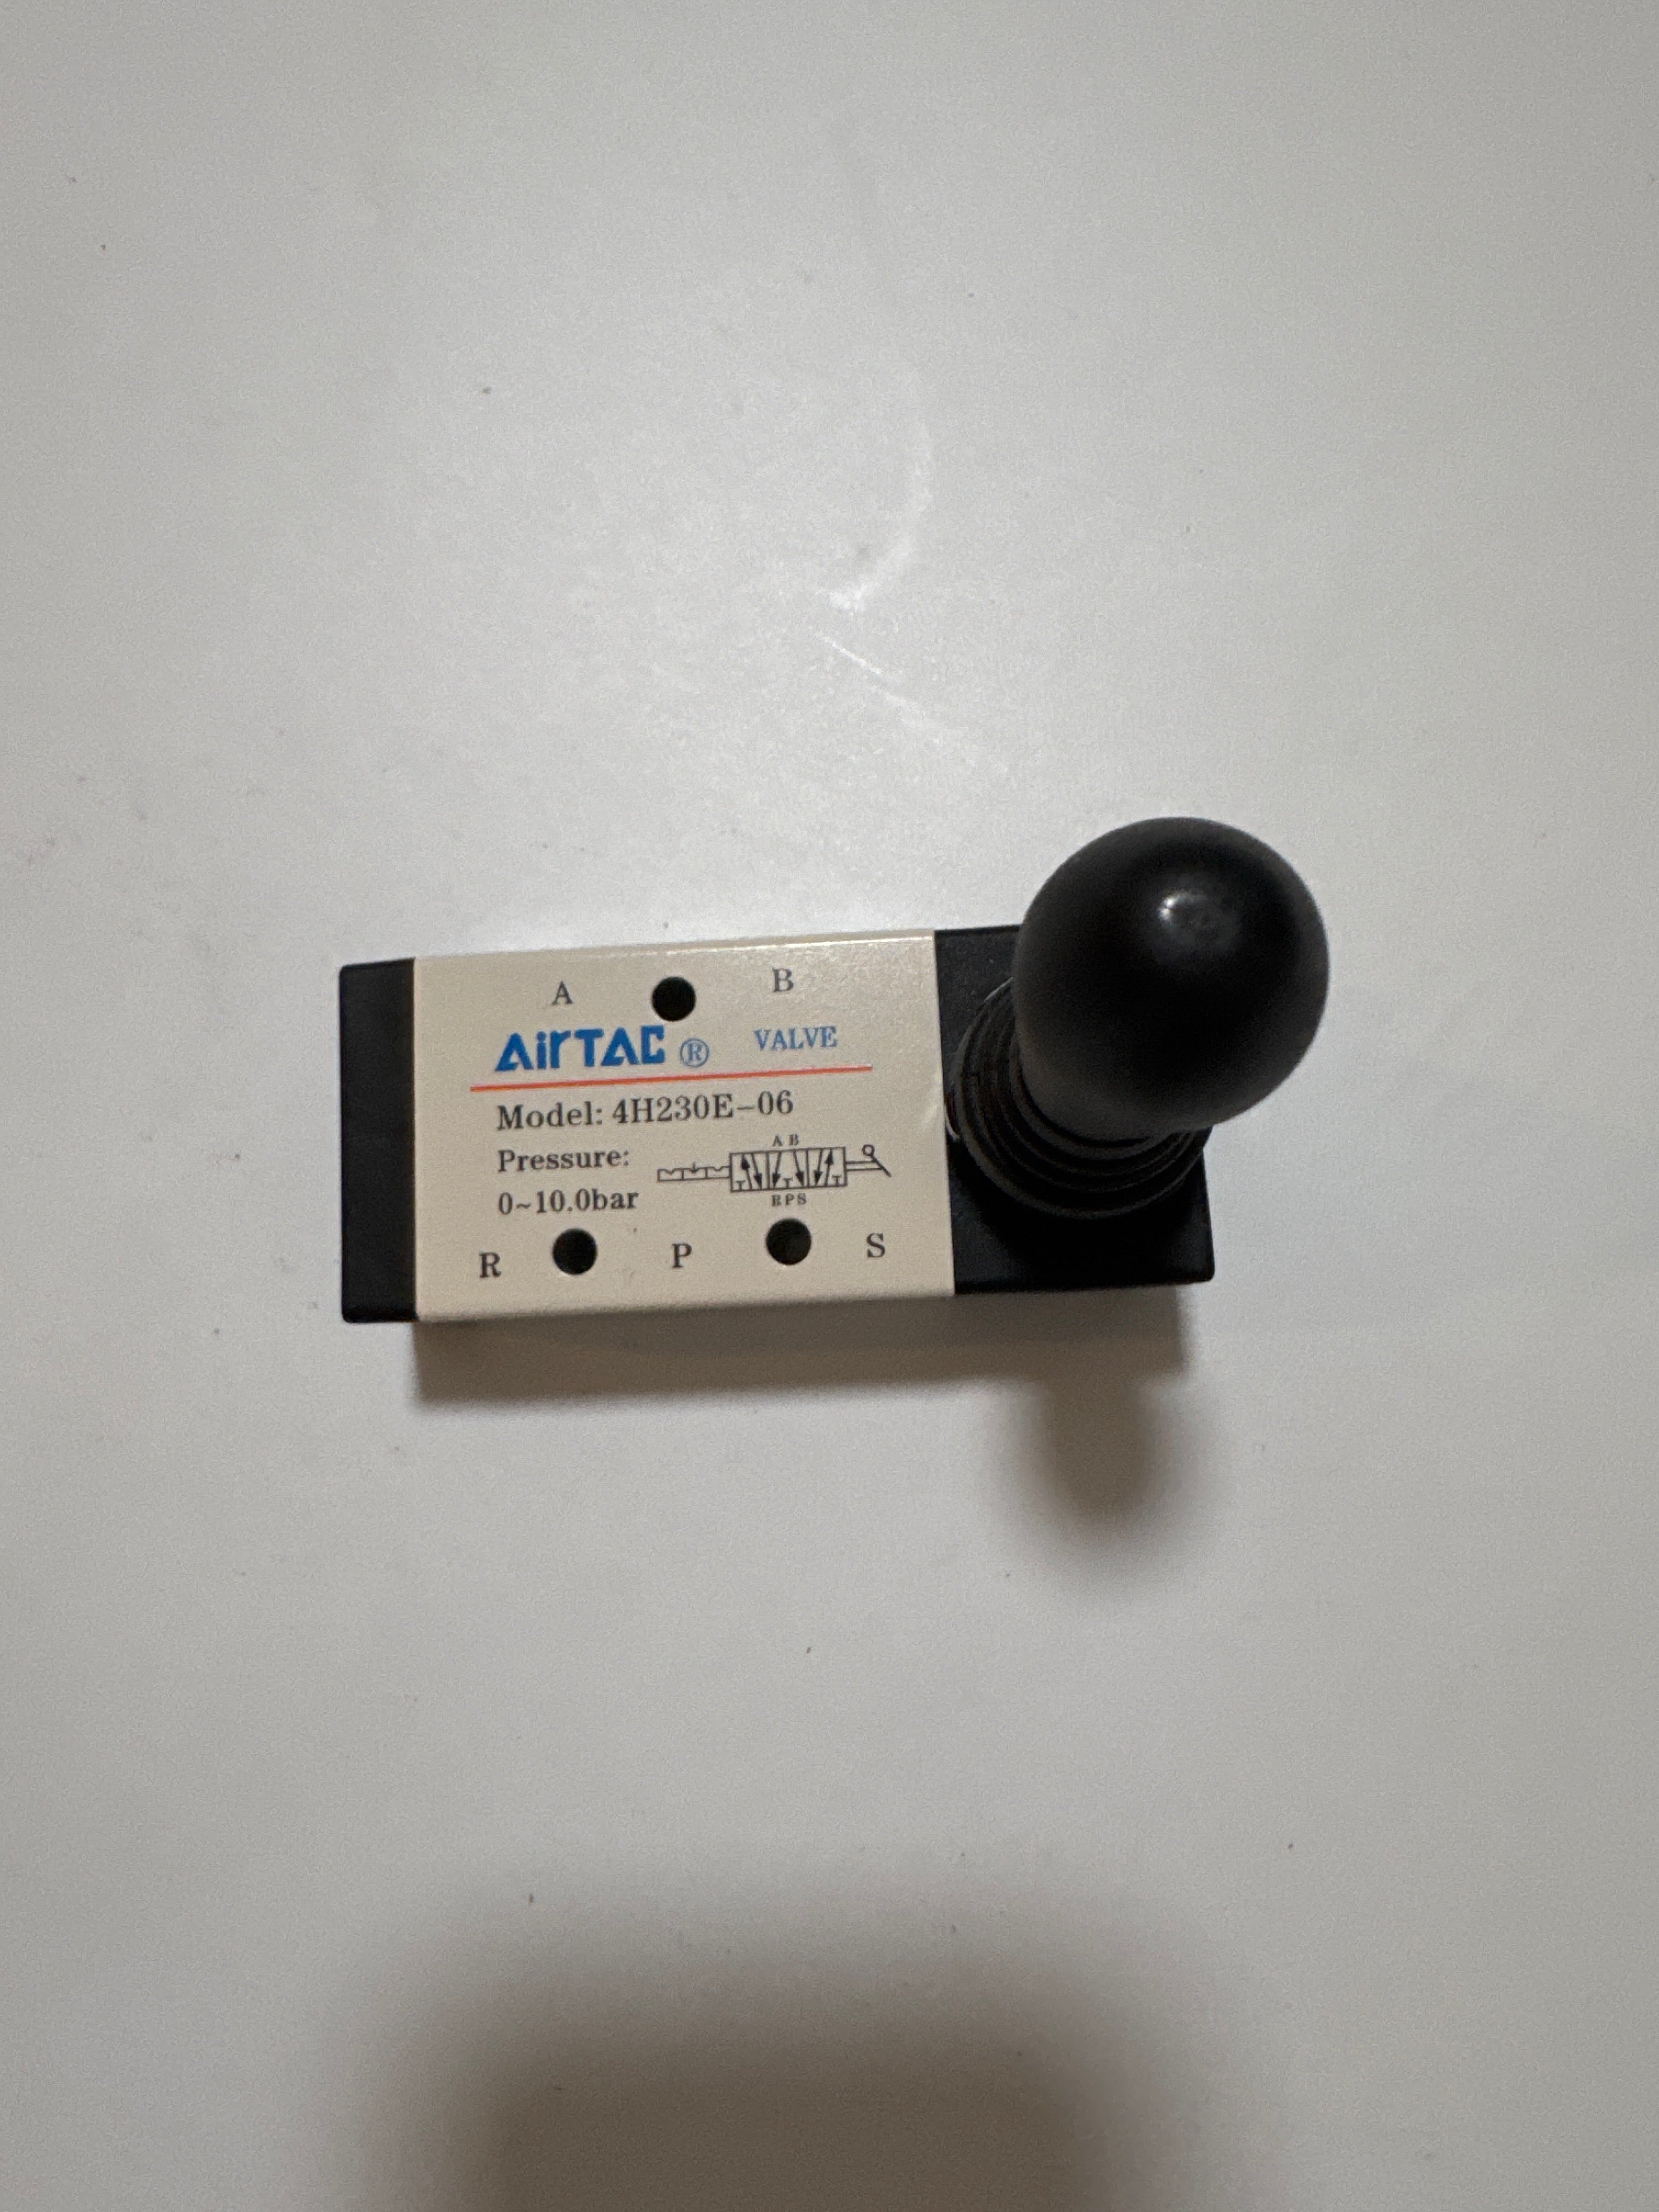 A B
AirTAC ® VALVE
Model: 4H230E-06
Pressure:
A B
0~10.0bar
R P S
R P S